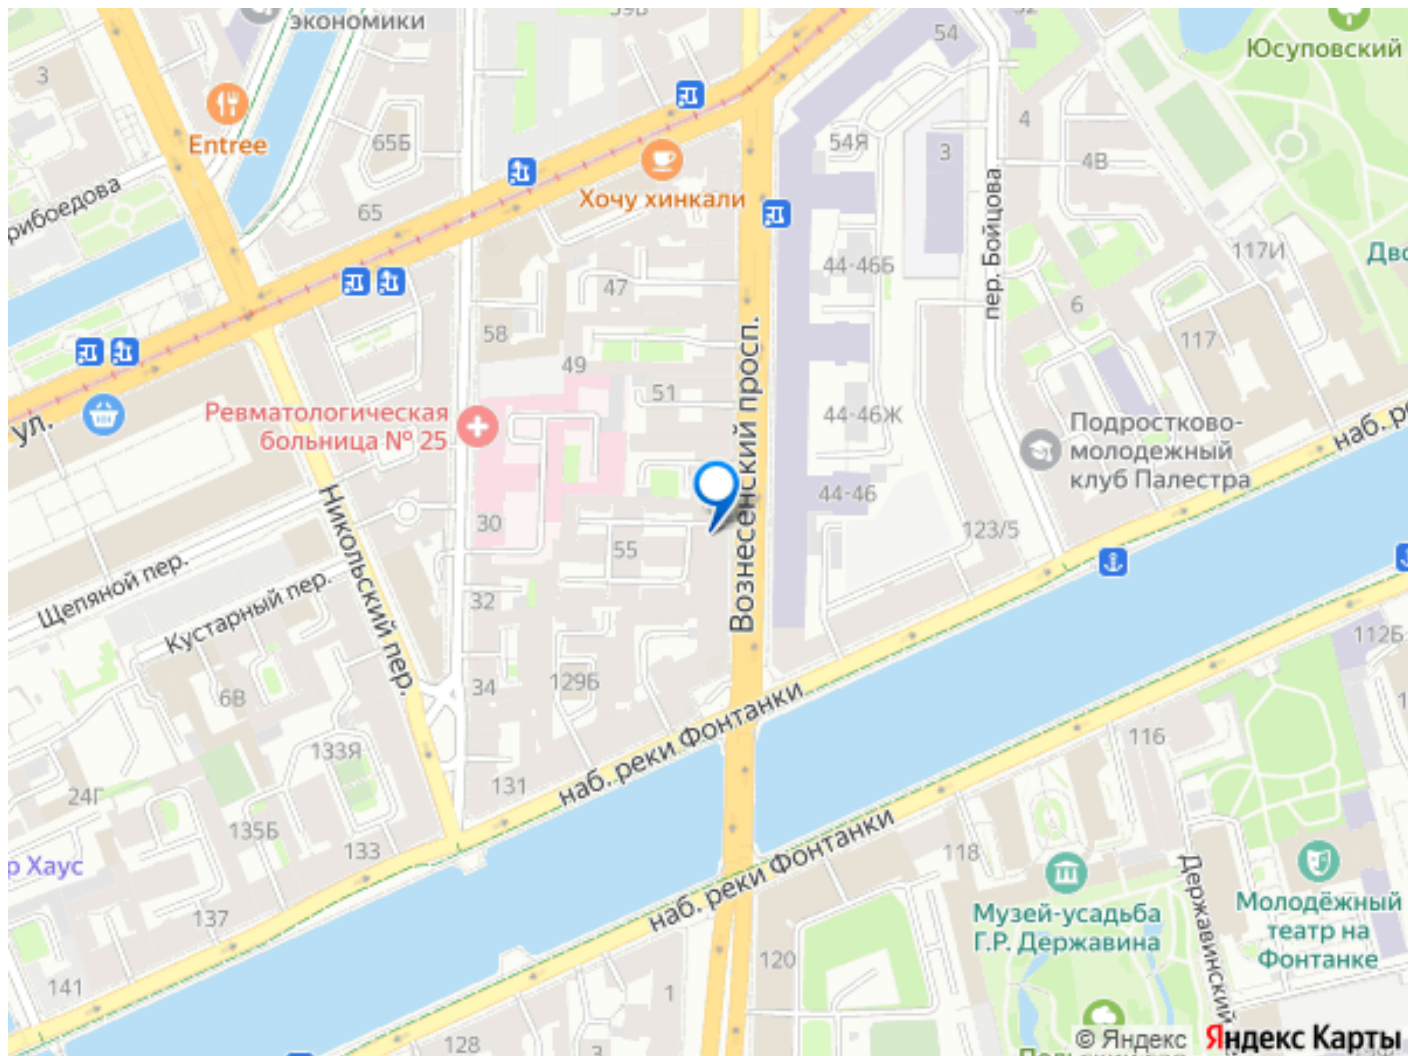 экономики
54
Юсуповский
3
Entree
65Б
54Я
3
4
4В
Хочу хинкали
рибоедова
65
пер. Бойцова
117И
44-46Б
47
6
58
117
49
51
Вознесенский просп.
ул.
Ревматологическая
больница № 25
44-46Ж
Подростково-
молодежный
клуб Палестра
44-46
30
123/5
55
Никольский пер.
Щепяной пер.
Кустарный пер.
32
112Б
34
129Б
6В
наб. реки Фонтанки
133Я
116
131
24Г
135Б
133
118
наб. реки Фонтанки
р Хаус
137
Музей-усадьба
Г.Р. Державина
Державинский
Молодёжный
театр на
Фонтанке
120
141
1
128
3
© Яндекс
Яндекс Карты